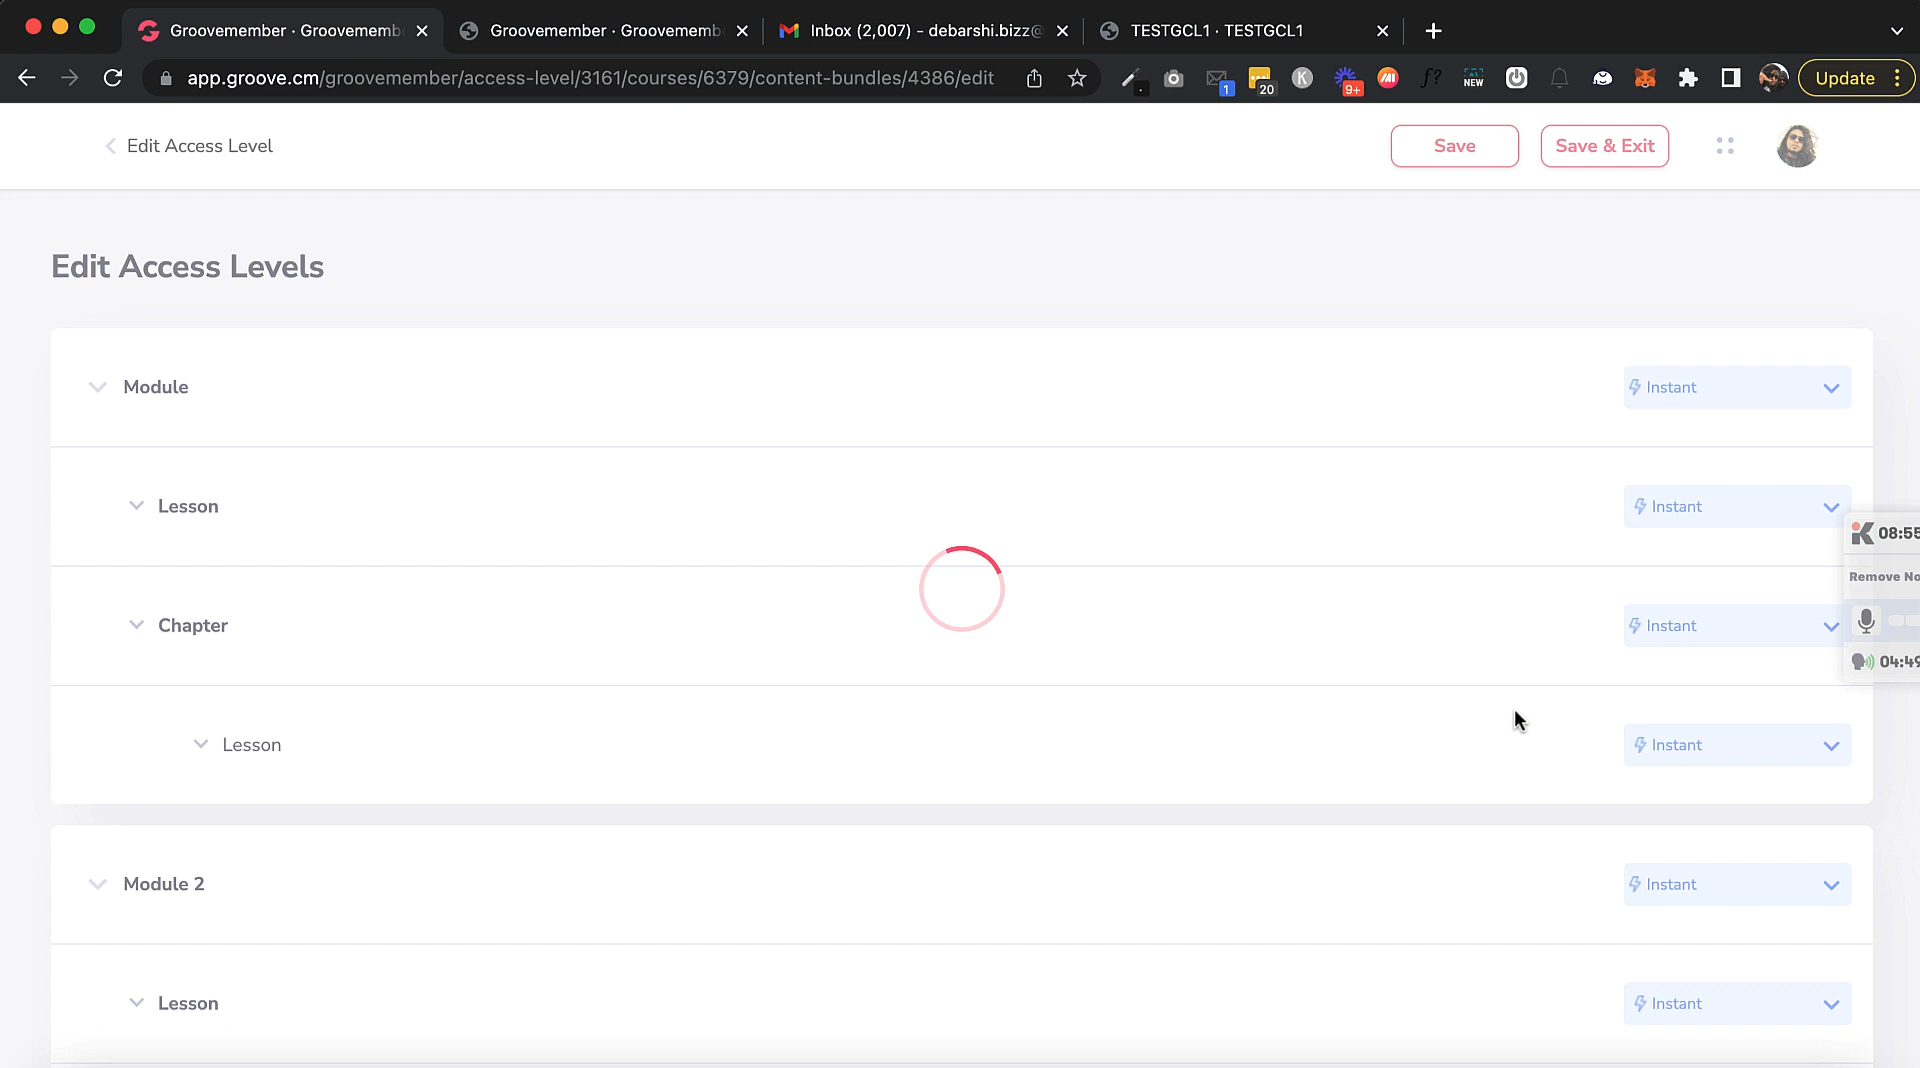 Groovemember · Groovememb
Groovemember · Groovememb
Inbox (2,007) - debarshi.bizz@
TESTGCL1 · TESTGCL1
app.groove.cm/groovemember/access-level/3161/courses/6379/content-bundles/4386/edit
1
20
K
9+
f?
NEW
Update
Edit Access Level
Save
Save & Exit
Edit Access Levels
Module
Instant
Lesson
Instant
08:55
Remove No
Chapter
Instant
04:49
Lesson
Instant
Module 2
Instant
Lesson
Instant